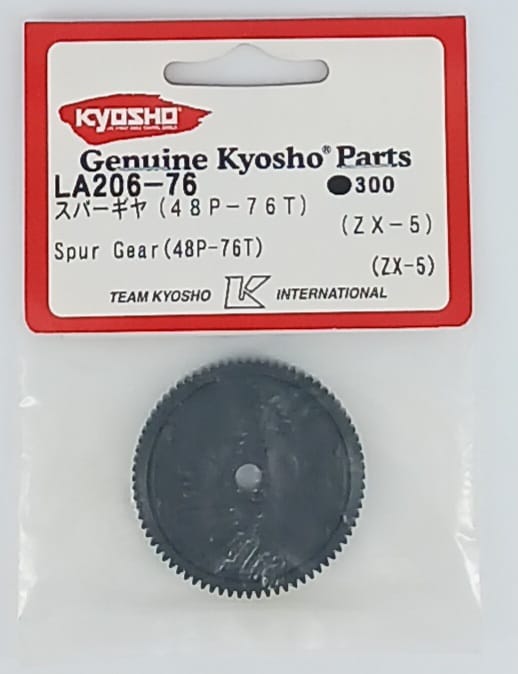 KYOSHO
Genuine Kyosho® Parts
LA206-76 ●300
スパーギヤ(48P-76T)
(ZX-5)
Spur Gear(48P-76T)
(ZX-5)
TEAM KYOSHO K INTERNATIONAL